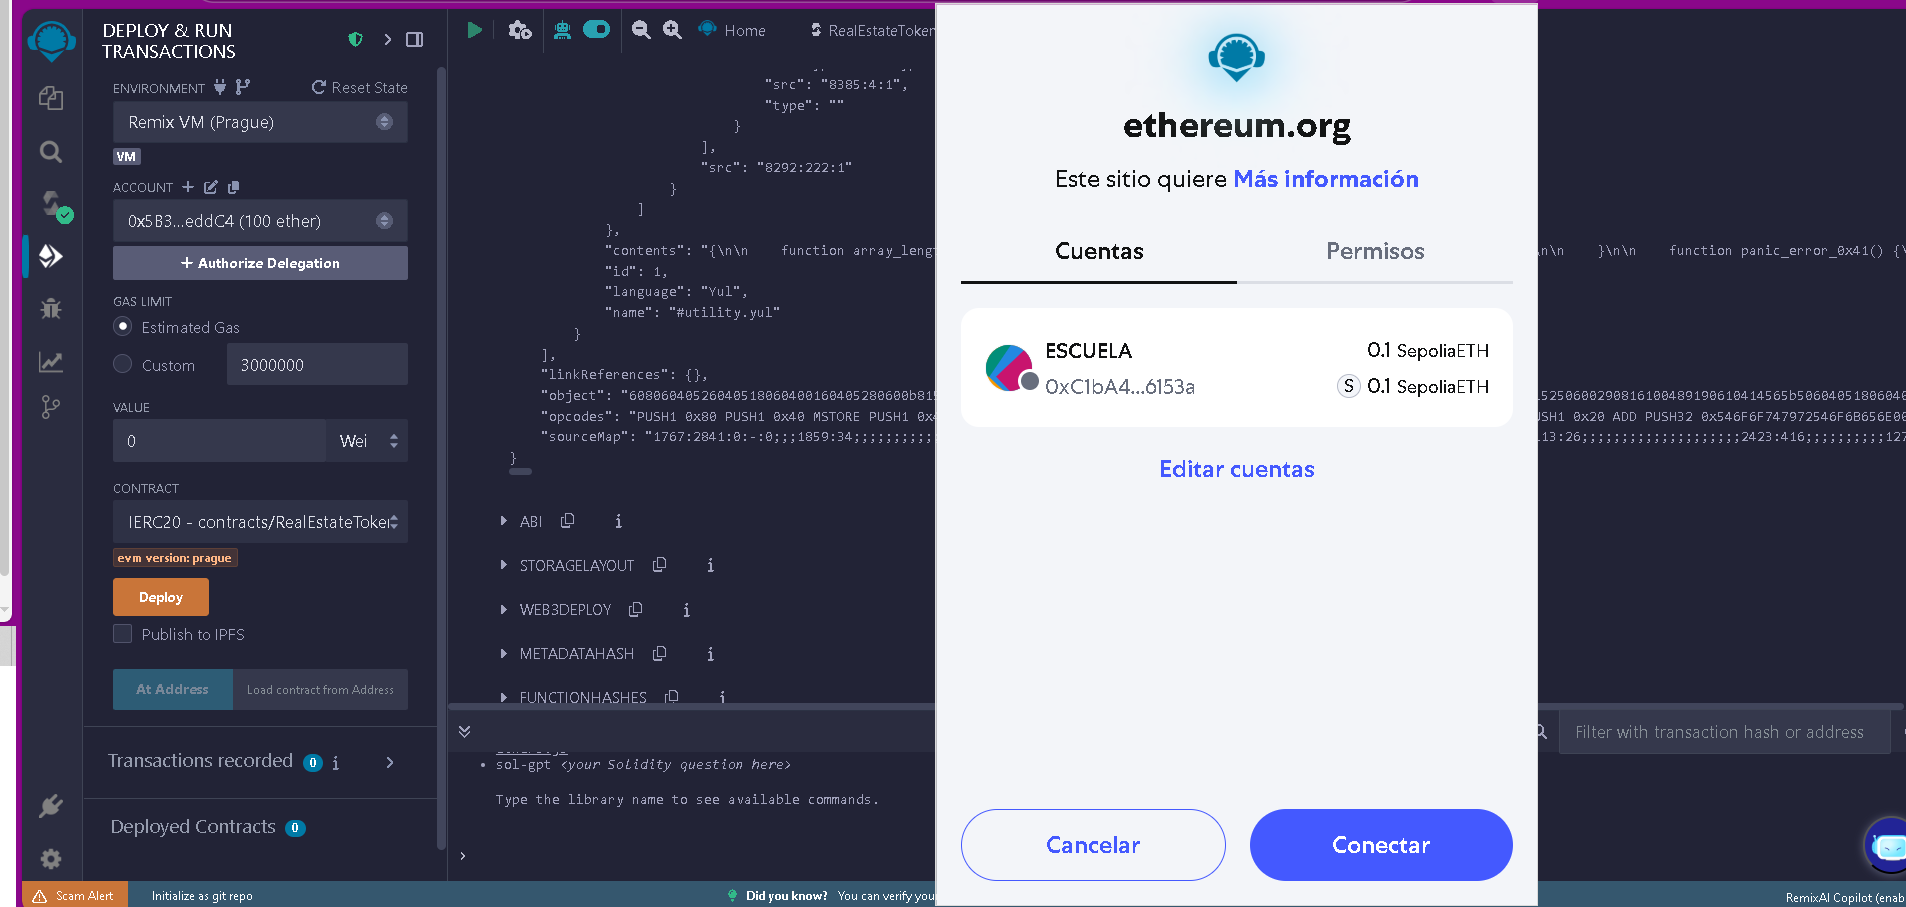 DEPLOY & RUN
TRANSACTIONS
ENVIRONMENT
Reset State
Remix VM (Prague)
VM
ACCOUNT
0x5B3...eddC4 (100 ether)
+ Authorize Delegation
GAS LIMIT
Estimated Gas
Custom
3000000
VALUE
0
Wei
CONTRACT
IERC20 - contracts/RealEstateToken
evm version: prague
Deploy
Publish to IPFS
At Address
Load contract from Address
Transactions recorded 0 i
Deployed Contracts 0
Scam Alert
Initialize as git repo
Home
RealEstateToken
"src": "8385:4:1",
"type": ""
}
],
"src": "8292:222:1"
}
]
},
"contents": "{\n\n    function array_leng
\n\n    }\n\n    function panic_error_0x41() {\
"id": 1,
"language": "Yul",
"name": "#utility.yul"
}
],
"linkReferences": {},
"object": "60806040526040518060400160405280600b81
525060029081610048919061041456 5b506040518060400
"opcodes": "PUSH1 0x80 PUSH1 0x40 MSTORE PUSH1 0x
SH1 0x20 ADD PUSH32 0x546F6F747972546F6B656E00
"sourceMap": "1767:2841:0:-:0;;;1859:34;;;;;;;;;;
13:26;;;;;;;;;;;;;;;;;;;;;2423:416;;;;;;;;;;127
}
ABI
i
STORAGELAYOUT
i
WEB3DEPLOY
i
METADATAHASH
i
FUNCTIONHASHES
i
• sol-gpt <your Solidity question here>
Type the library name to see available commands.
>
Did you know? You can verify you
Filter with transaction hash or address
RemixAI Copilot (enab
ethereum.org
Este sitio quiere Más información
Cuentas
Permisos
ESCUELA
0.1 SepoliaETH
0xC1bA4...6153a
S 0.1 SepoliaETH
Editar cuentas
Cancelar
Conectar